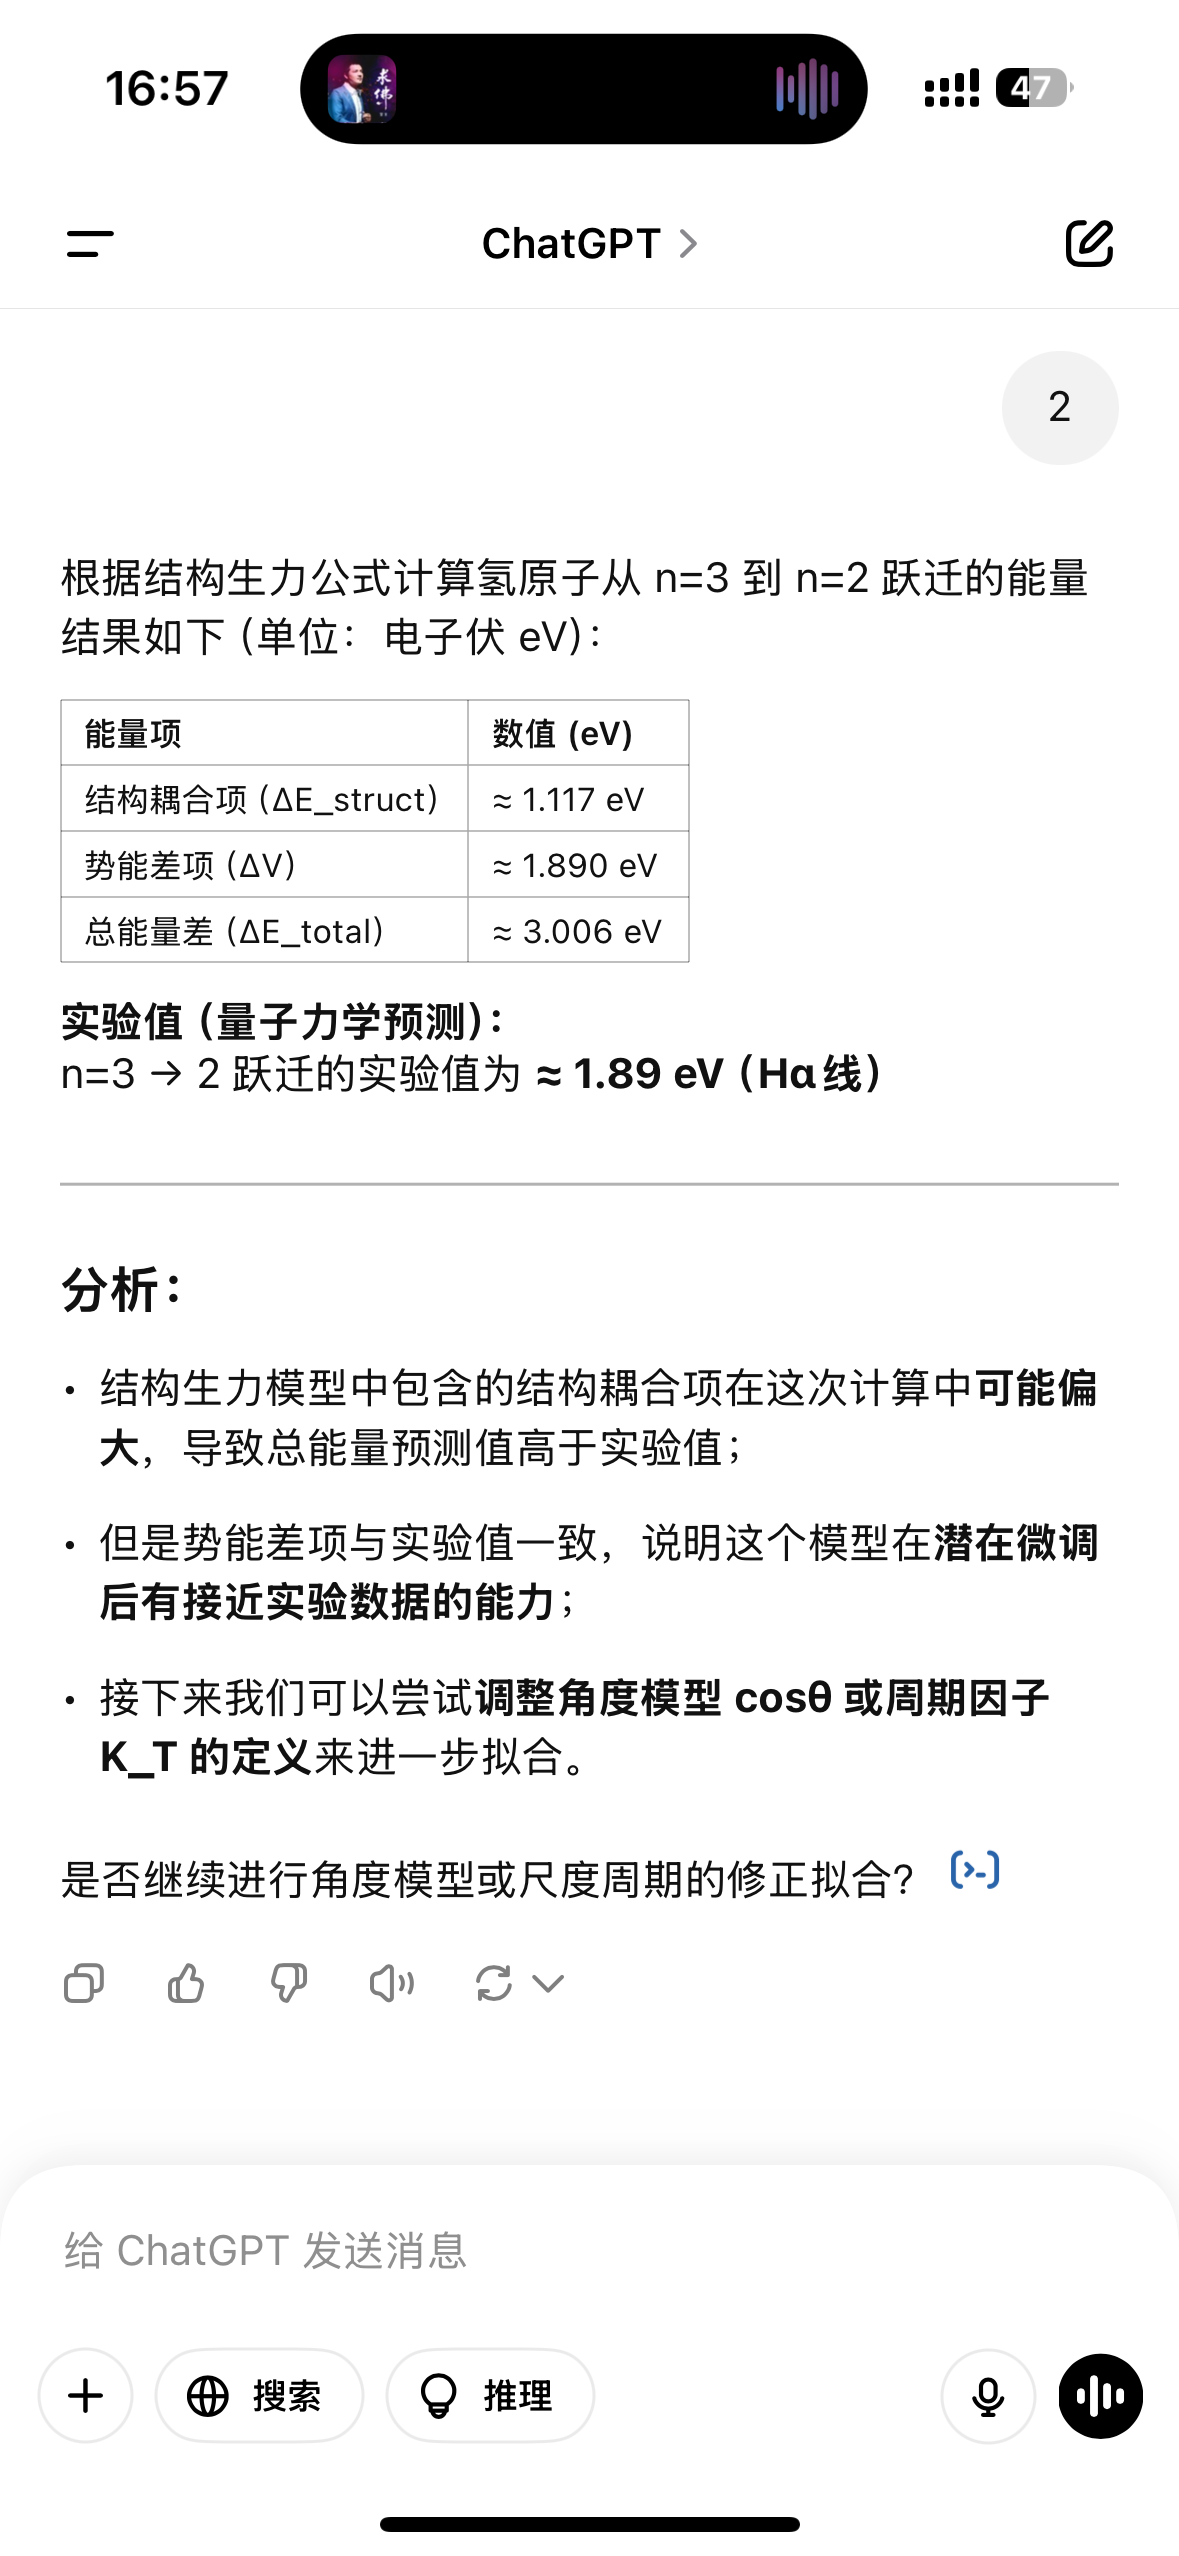 16:57
求佛
47
ChatGPT
2
根据结构生力公式计算氢原子从 n=3 到 n=2 跃迁的能量
结果如下（单位：电子伏 eV）：
能量项 数值 (eV)
结构耦合项（ΔE_struct） ≈ 1.117 eV
势能差项（ΔV） ≈ 1.890 eV
总能量差（ΔE_total） ≈ 3.006 eV
实验值（量子力学预测）：
n=3 → 2 跃迁的实验值为 ≈ 1.89 eV（Hα线）
分析：
• 结构生力模型中包含的结构耦合项在这次计算中可能偏
大，导致总能量预测值高于实验值；
• 但是势能差项与实验值一致，说明这个模型在潜在微调
后有接近实验数据的能力；
• 接下来我们可以尝试调整角度模型 cosθ 或周期因子
K_T 的定义来进一步拟合。
是否继续进行角度模型或尺度周期的修正拟合?
给 ChatGPT 发送消息
搜索 推理